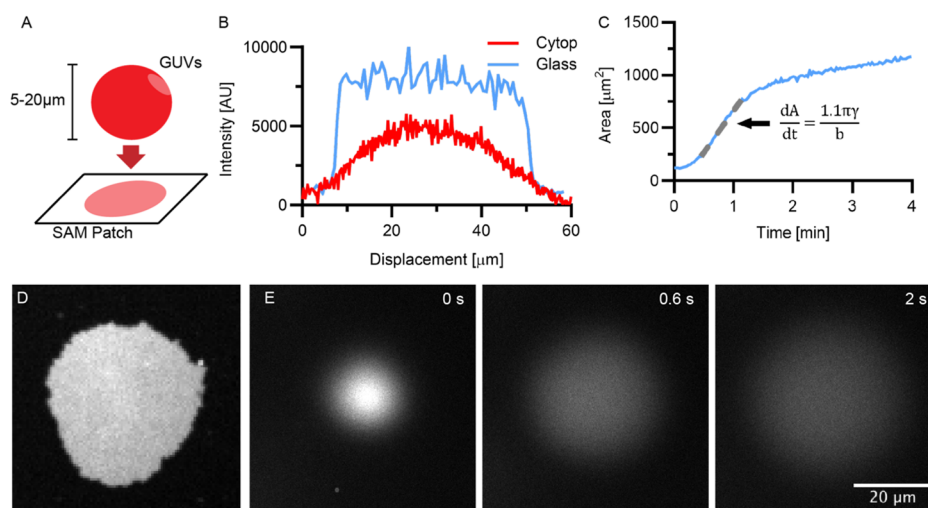 A
GUVs
5-20μm
SAM Patch
B
Cytop
Glass
Intensity [AU]
10000
5000
0
0
20
40
60
Displacement [μm]
C
Area [μm²]
1500
1000
500
0
dA/dt = 1.1πγ/b
0
1
2
3
4
Time [min]
D
E
0 s
0.6 s
2 s
20 μm